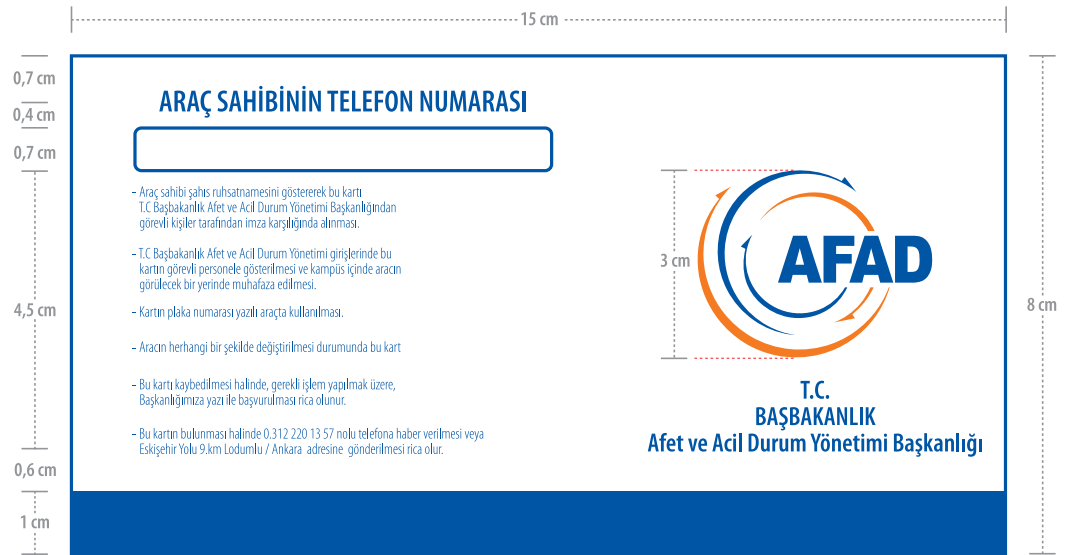 15 cm
0,7 cm
0,4 cm
0,7 cm
4,5 cm
0,6 cm
1 cm
ARAÇ SAHİBİNİN TELEFON NUMARASI
- Araç sahibi şahıs ruhsatnamesini göstererek bu kartı
T.C Başbakanlık Afet ve Acil Durum Yönetimi Başkanlığından
görevli kişiler tarafından imza karşılığında alınması.
- T.C Başbakanlık Afet ve Acil Durum Yönetimi girişlerinde bu
kartın görevli personele gösterilmesi ve kampüs içinde aracın
görülecek bir yerinde muhafaza edilmesi.
- Kartın plaka numarası yazılı araçta kullanılması.
- Aracın herhangi bir şekilde değiştirilmesi durumunda bu kart
- Bu kartı kaybedilmesi halinde, gerekli işlem yapılmak üzere,
Başkanlığımıza yazı ile başvurulması rica olunur.
- Bu kartın bulunması halinde 0.312 220 13 57 nolu telefona haber verilmesi veya
Eskişehir Yolu 9.km Lodumlu / Ankara adresine gönderilmesi rica olur.
3 cm
AFAD
T.C.
BAŞBAKANLIK
Afet ve Acil Durum Yönetimi Başkanlığı
8 cm